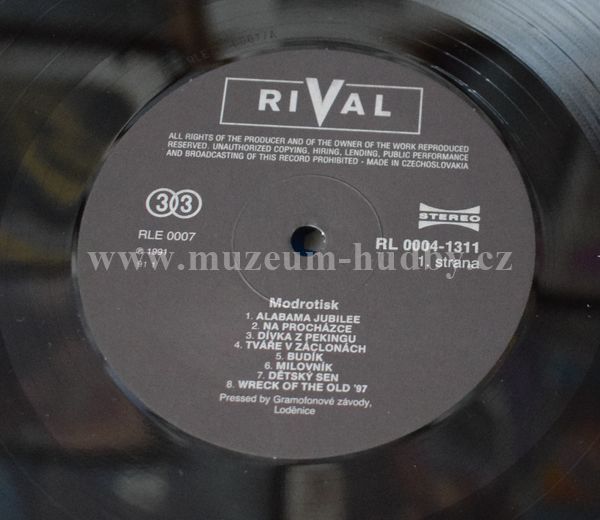 RIVAL
ALL RIGHTS OF THE PRODUCER AND OF THE OWNER OF THE WORK REPRODUCED
RESERVED. UNAUTHORIZED COPYING, HIRING, LENDING, PUBLIC PERFORMANCE
AND BROADCASTING OF THIS RECORD PROHIBITED - MADE IN CZECHOSLOVAKIA
33
STEREO
RLE 0007
RL 0004-1311
℗ 1991
1. strana
91 1
www.muzeum-hudby.cz
Modrotisk
1. ALABAMA JUBILEE
2. NA PROCHÁZCE
3. DÍVKA Z PEKINGU
4. TVÁŘE V ZÁCLONÁCH
5. BUDÍK
6. MILOVNÍK
7. DĚTSKÝ SEN
8. WRECK OF THE OLD '97
Pressed by Gramofonové závody,
Loděnice